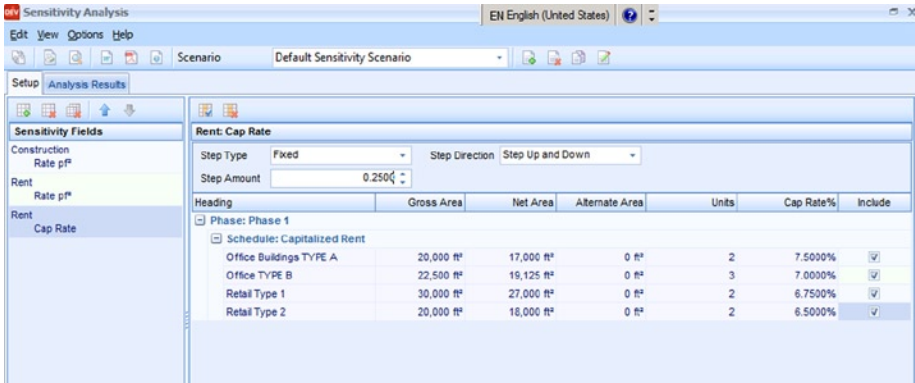 DEV Sensitivity Analysis EN English (United States)
Edit View Options Help
Scenario Default Sensitivity Scenario
Setup Analysis Results
Sensitivity Fields
Construction
Rate pf²
Rent
Rate pf²
Rent
Cap Rate
Rent: Cap Rate
Step Type Fixed Step Direction Step Up and Down
Step Amount 0.2500
Heading Gross Area Net Area Alternate Area Units Cap Rate% Include
Phase: Phase 1
Schedule: Capitalized Rent
Office Buildings TYPE A 20,000 ft² 17,000 ft² 0 ft² 2 7.5000%
Office TYPE B 22,500 ft² 19,125 ft² 0 ft² 3 7.0000%
Retail Type 1 30,000 ft² 27,000 ft² 0 ft² 2 6.7500%
Retail Type 2 20,000 ft² 18,000 ft² 0 ft² 2 6.5000%